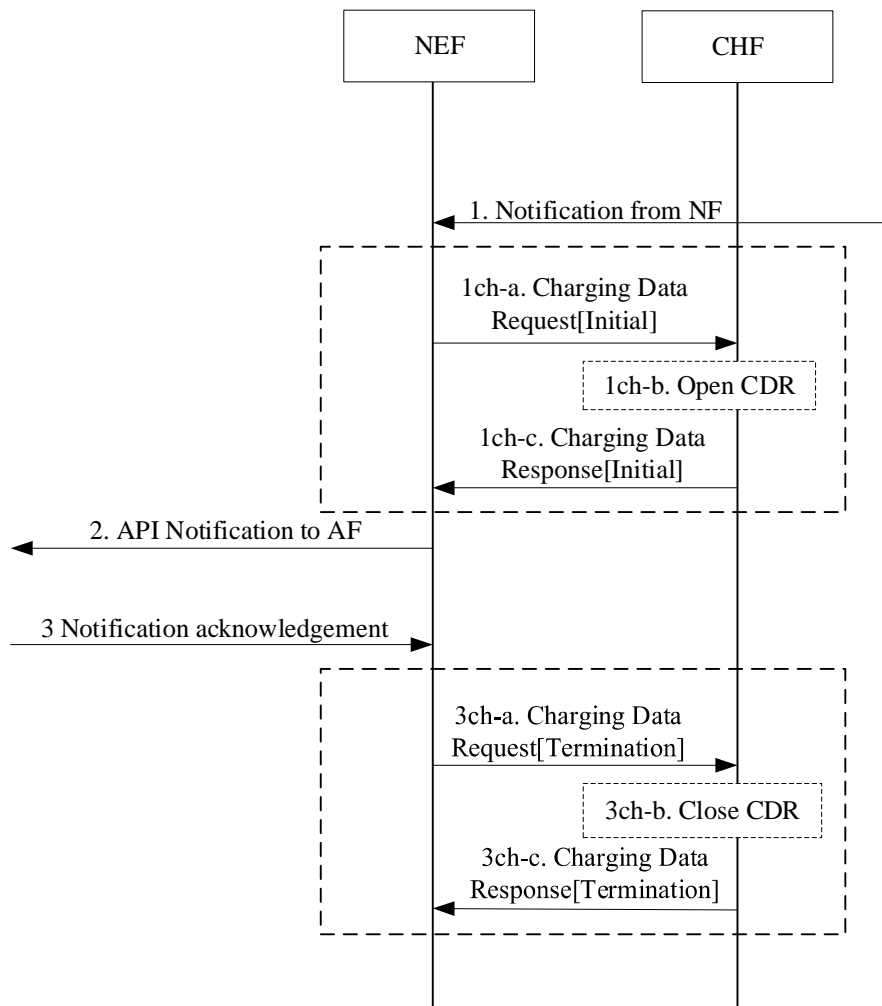 NEF
CHF
1. Notification from NF
1ch-a. Charging Data
Request[Initial]
1ch-b. Open CDR
1ch-c. Charging Data
Response[Initial]
2. API Notification to AF
3 Notification acknowledgement
3ch-a. Charging Data
Request[Termination]
3ch-b. Close CDR
3ch-c. Charging Data
Response[Termination]